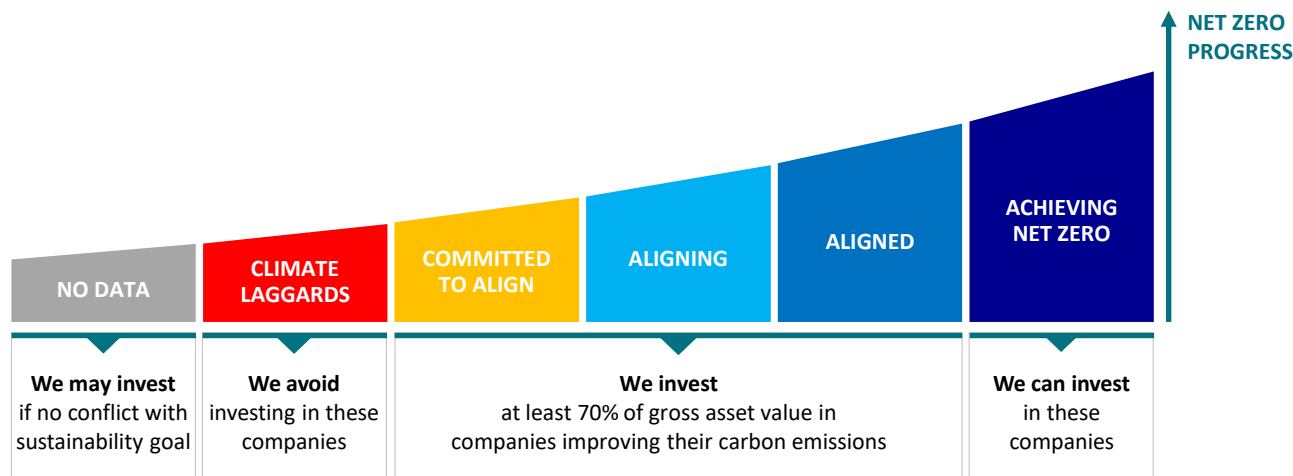 NET ZERO
PROGRESS
NO DATA
CLIMATE
LAGGARDS
COMMITTED
TO ALIGN
ALIGNING
ALIGNED
ACHIEVING
NET ZERO
We may invest
if no conflict with
sustainability goal
We avoid
investing in these
companies
We invest
at least 70% of gross asset value in
companies improving their carbon emissions
We can invest
in these
companies